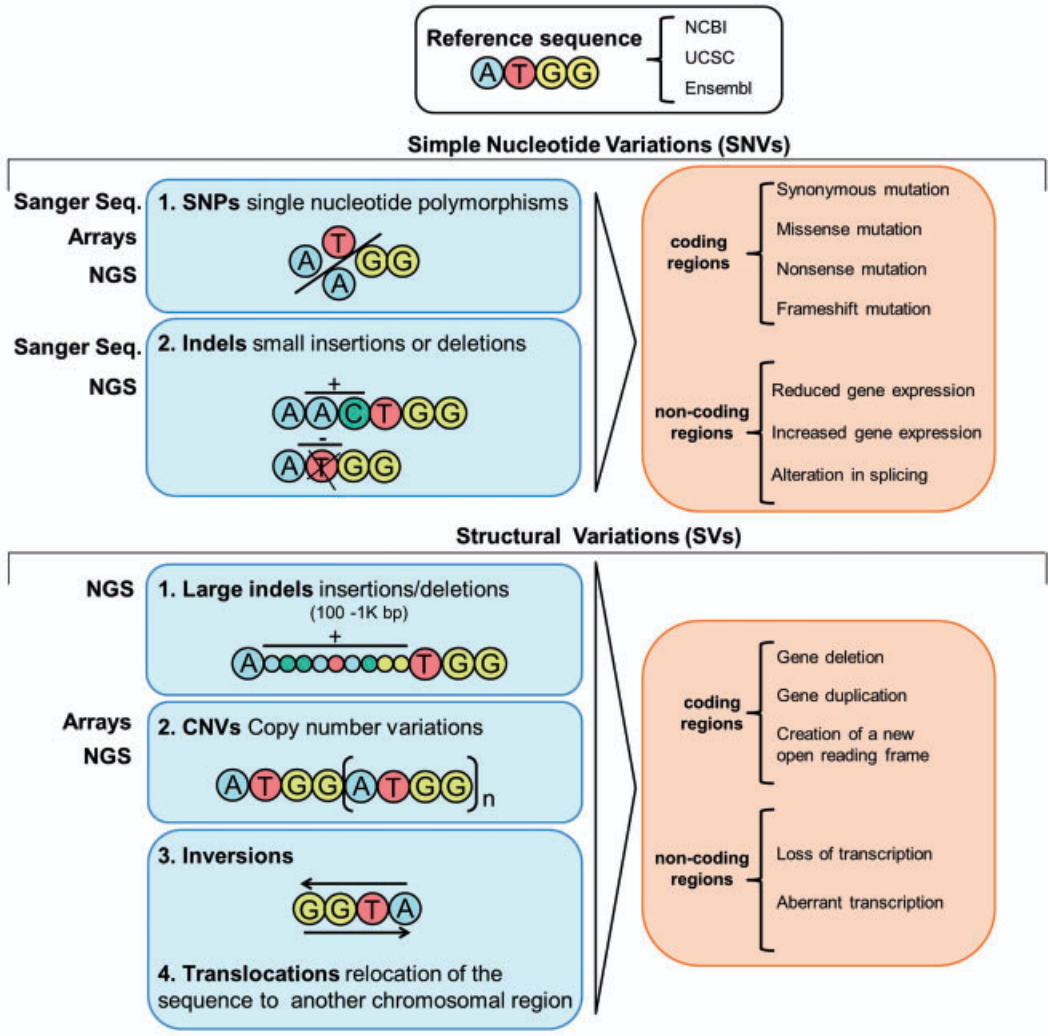 Reference sequence
NCBI
UCSC
Ensembl
A T G G
Simple Nucleotide Variations (SNVs)
Sanger Seq.
Arrays
NGS
1. SNPs single nucleotide polymorphisms
T
A G G
A
Sanger Seq.
NGS
2. Indels small insertions or deletions
+
A A C T G G
-
A T G G
coding
regions
Synonymous mutation
Missense mutation
Nonsense mutation
Frameshift mutation
non-coding
regions
Reduced gene expression
Increased gene expression
Alteration in splicing
Structural Variations (SVs)
NGS
1. Large indels insertions/deletions
(100 -1K bp)
+
A T G G
Arrays
NGS
2. CNVs Copy number variations
A T G G ( A T G G ) n
3. Inversions
G G T A
4. Translocations relocation of the
sequence to another chromosomal region
coding
regions
Gene deletion
Gene duplication
Creation of a new
open reading frame
non-coding
regions
Loss of transcription
Aberrant transcription